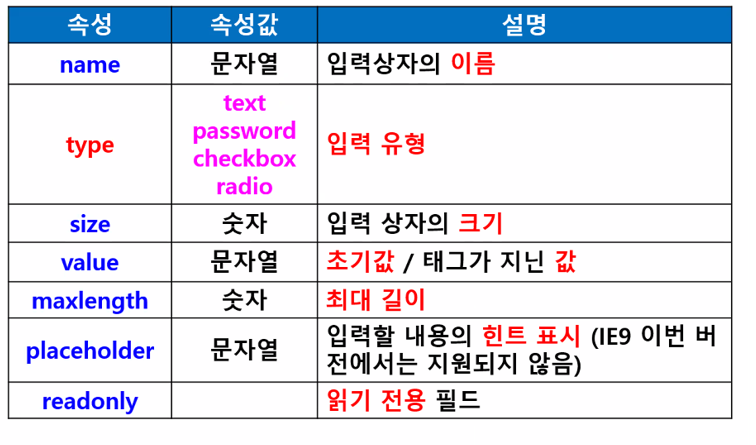 속성 속성값 설명
name 문자열 입력상자의 이름
text
password
type checkbox 입력 유형
radio
size 숫자 입력 상자의 크기
value 문자열 초기값 / 태그가 지닌 값
maxlength 숫자 최대 길이
placeholder 문자열 입력할 내용의 힌트 표시 (IE9 이번 버
전에서는 지원되지 않음)
readonly 읽기 전용 필드